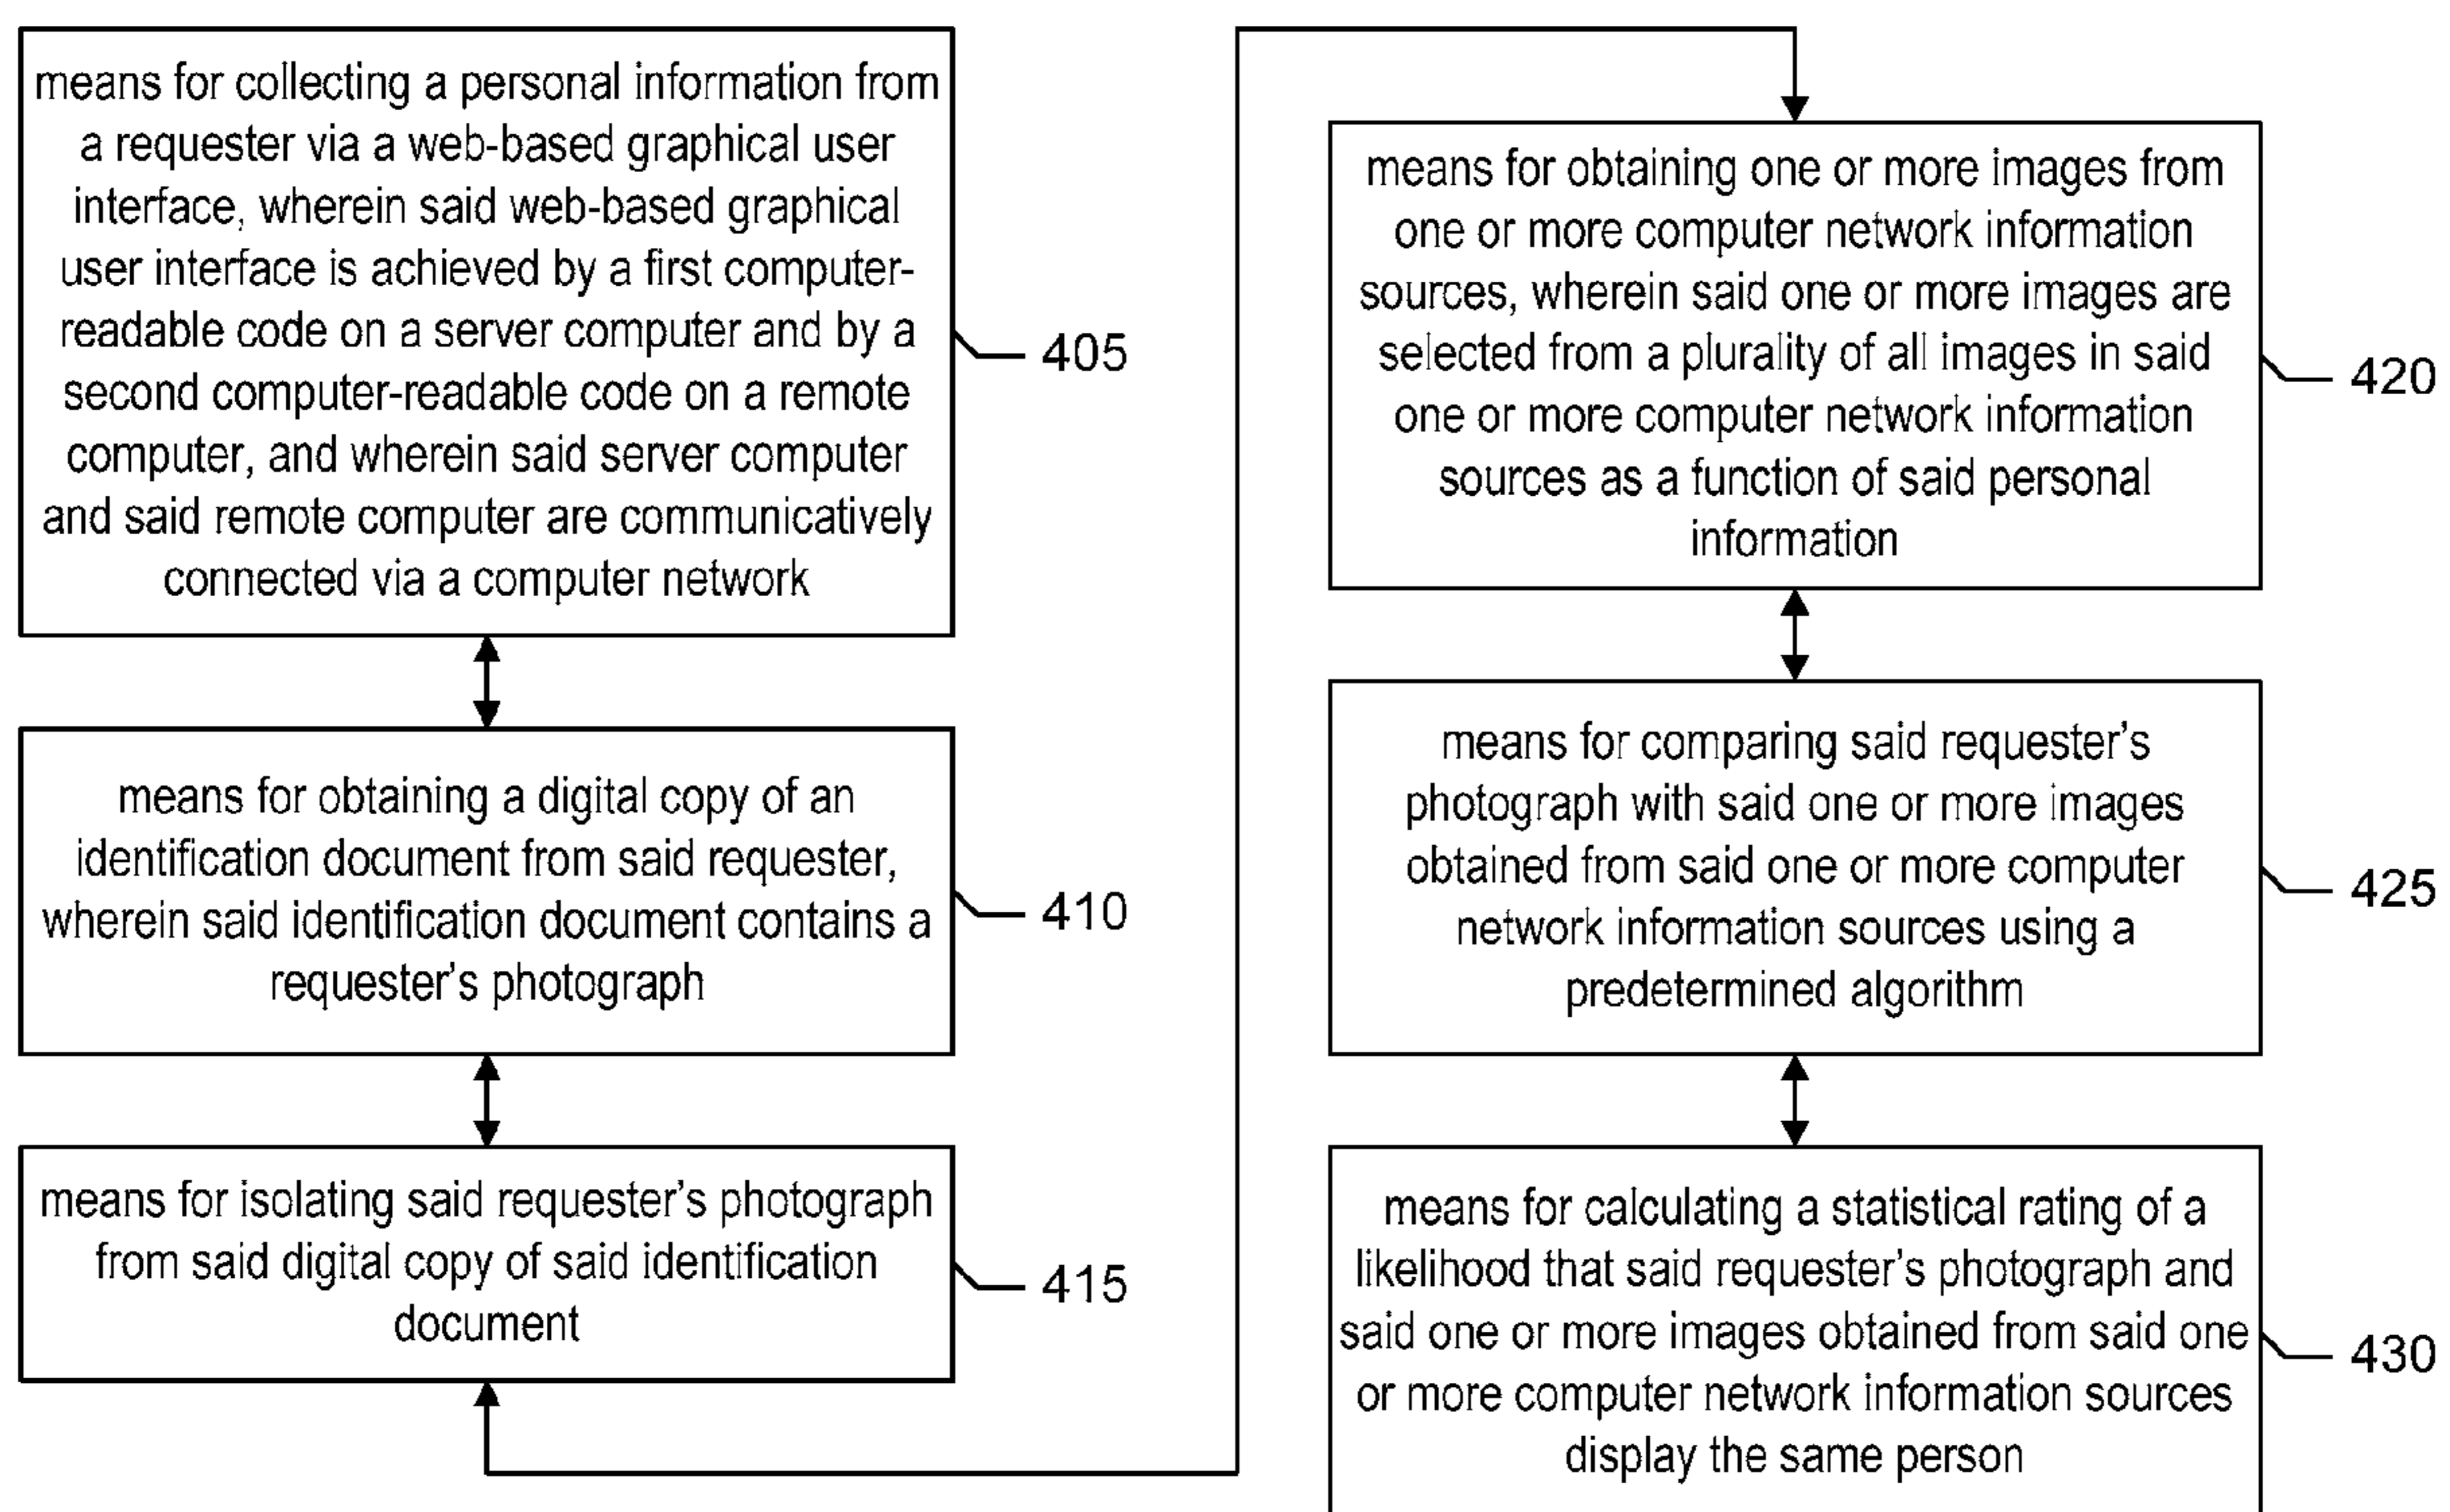 means for collecting a personal information from
a requester via a web-based graphical user
interface, wherein said web-based graphical
user interface is achieved by a first computer-
readable code on a server computer and by a
second computer-readable code on a remote
computer, and wherein said server computer
and said remote computer are communicatively
connected via a computer network
405
means for obtaining a digital copy of an
identification document from said requester,
wherein said identification document contains a
requester's photograph
410
means for isolating said requester's photograph
from said digital copy of said identification
document
415
means for obtaining one or more images from
one or more computer network information
sources, wherein said one or more images are
selected from a plurality of all images in said
one or more computer network information
sources as a function of said personal
information
420
means for comparing said requester's
photograph with said one or more images
obtained from said one or more computer
network information sources using a
predetermined algorithm
425
means for calculating a statistical rating of a
likelihood that said requester's photograph and
said one or more images obtained from said one
or more computer network information sources
display the same person
430